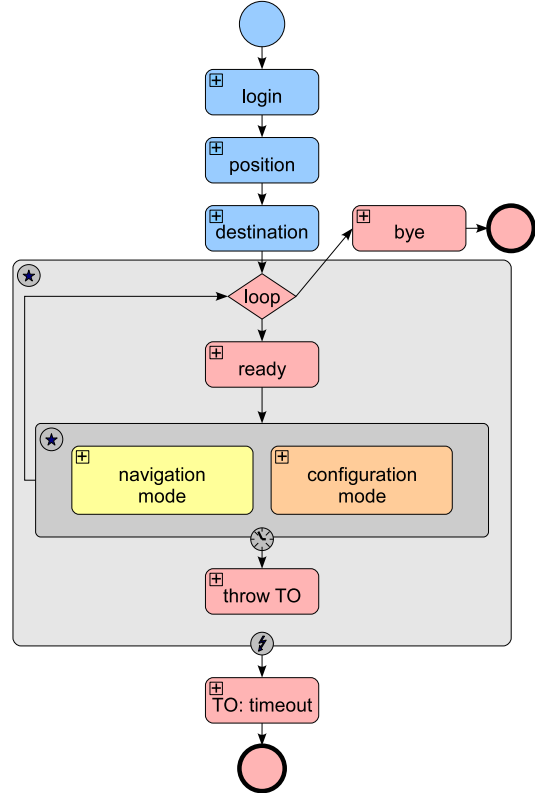 login
position
destination
bye
loop
ready
navigation
mode
configuration
mode
throw TO
TO: timeout